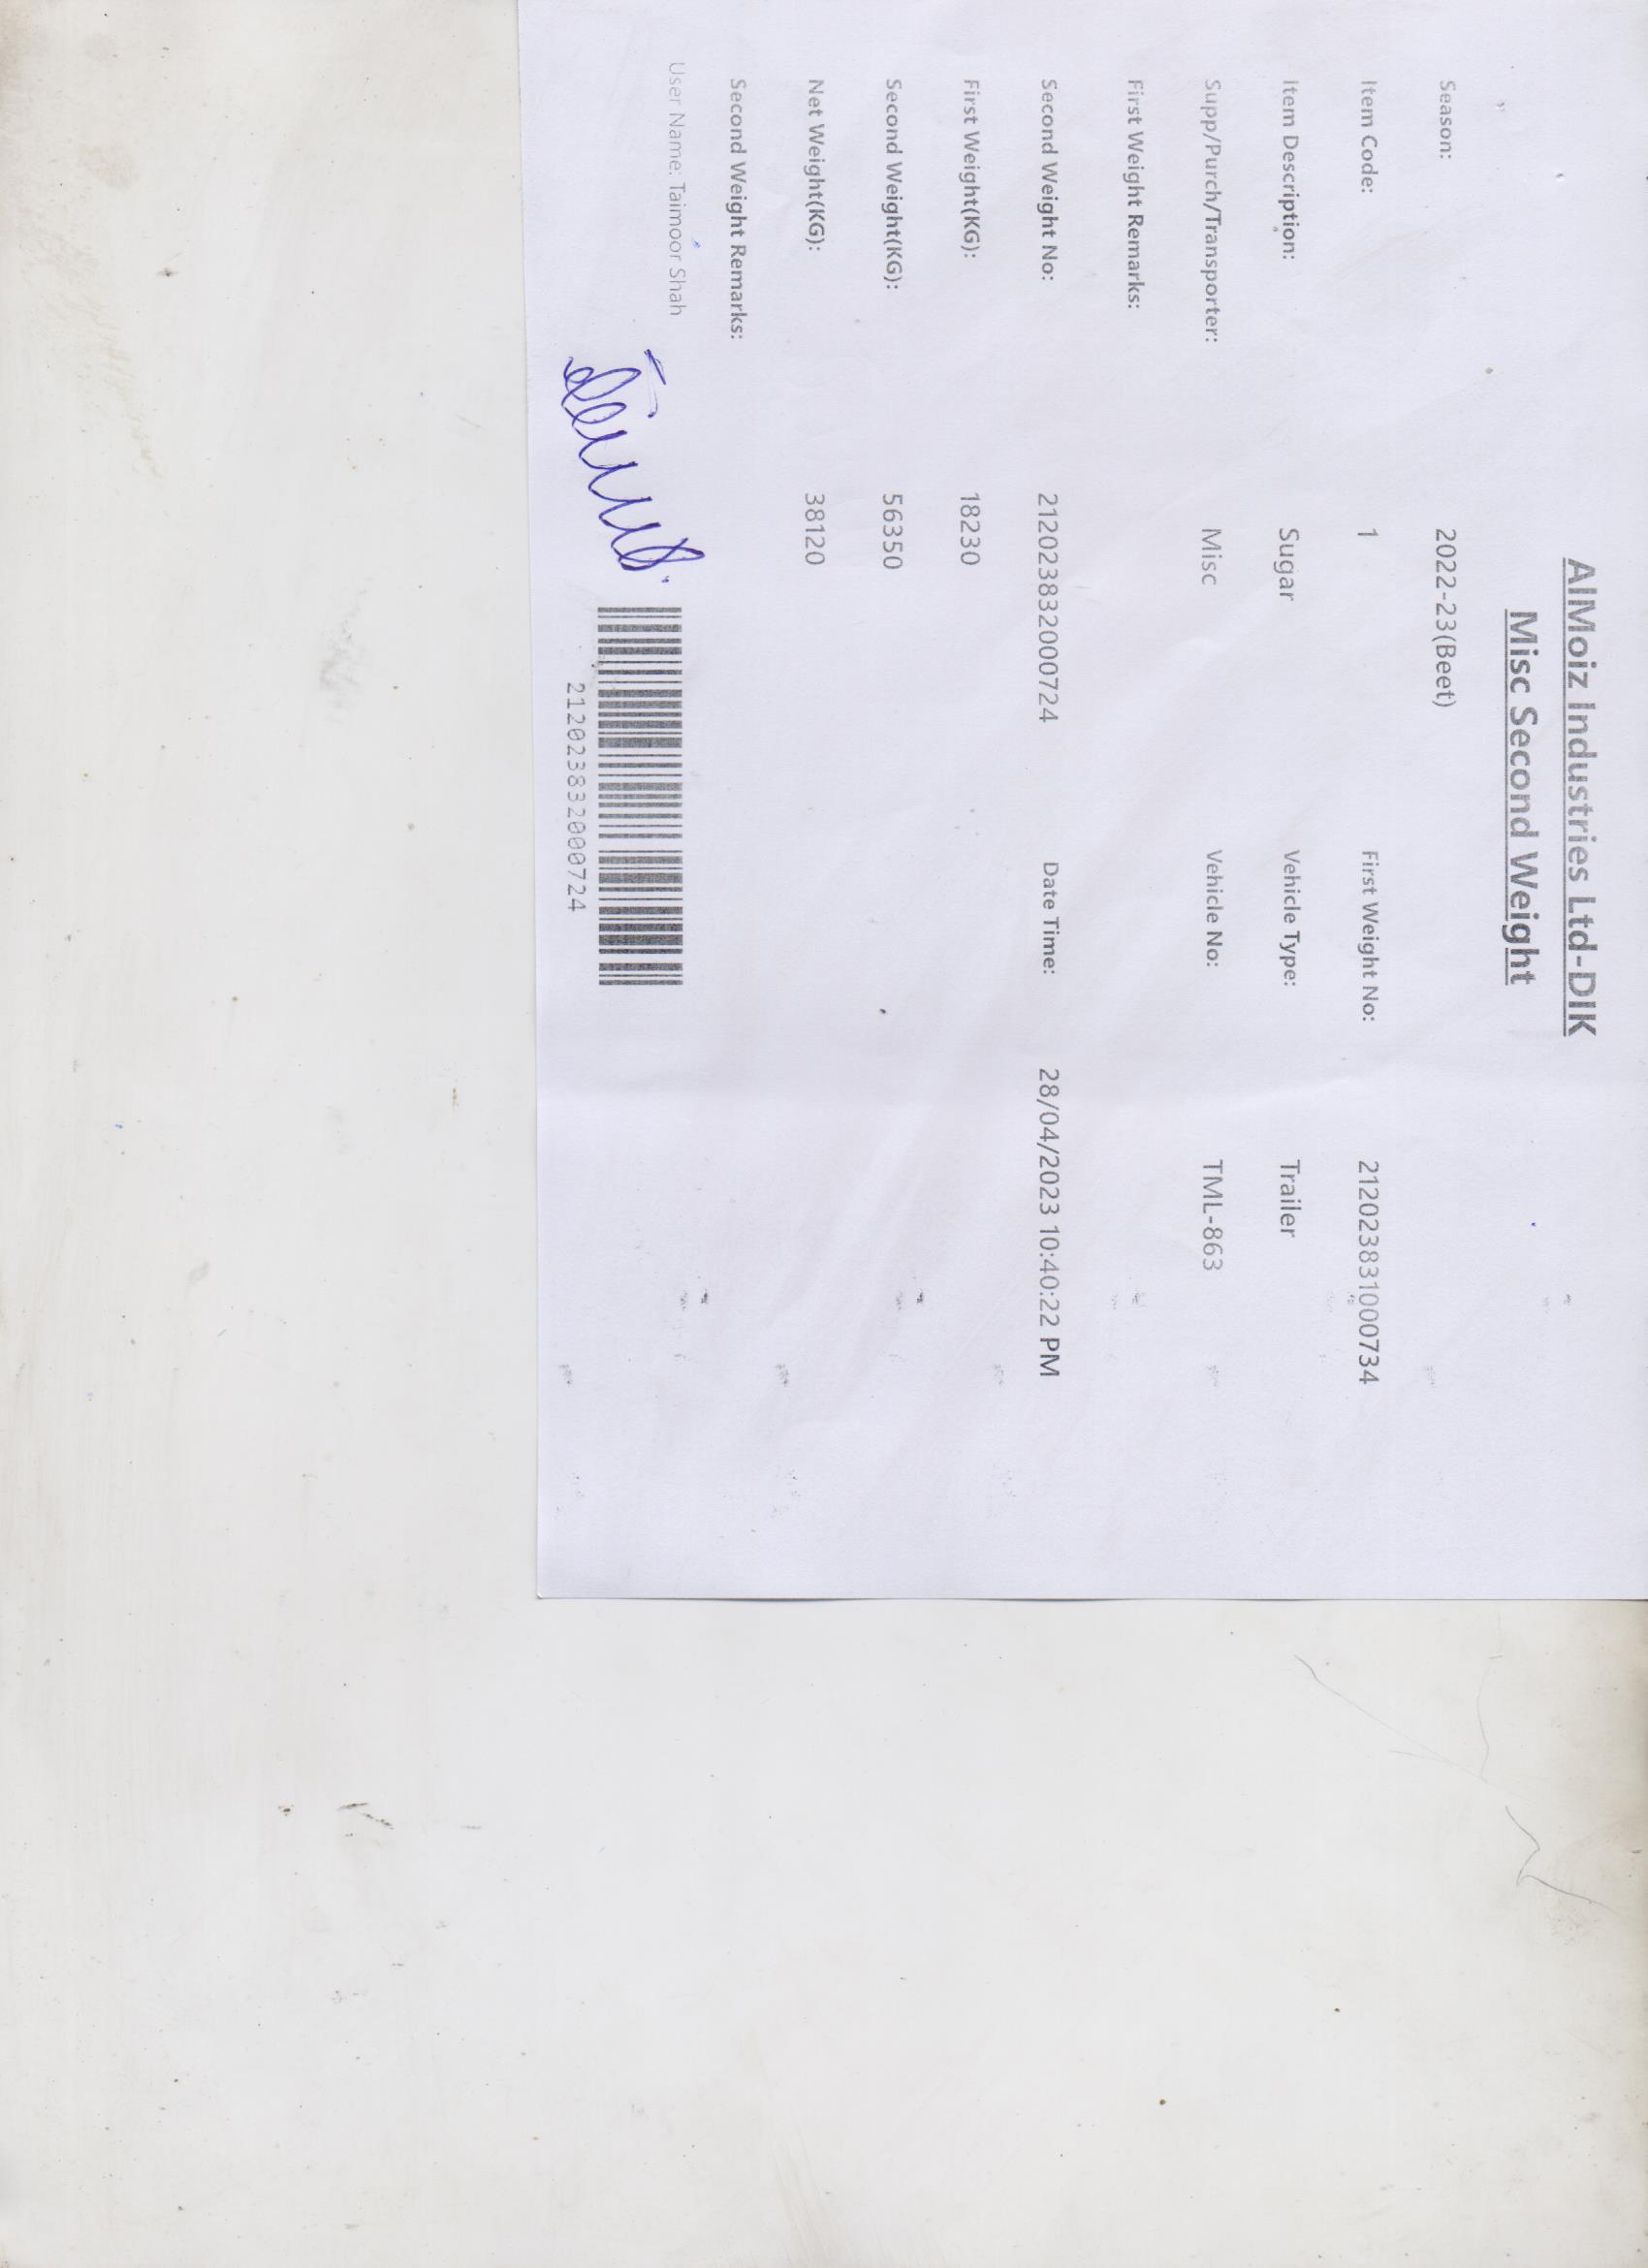 AlMoiz Industries Ltd-DIK
Misc Second Weight
Season: 2022-23(Beet)
Item Code: 1 First Weight No: 2120238310000734
Item Description: Sugar Vehicle Type: Trailer
Supp/Purch/Transporter: Misc Vehicle No: TML-863
First Weight Remarks:
Second Weight No: 212023832000724 Date Time: 28/04/2023 10:40:22 PM
First Weight(KG): 18230
Second Weight(KG): 56350
Net Weight(KG): 38120
Second Weight Remarks:
User Name: Taimoor Shah
212023832000724